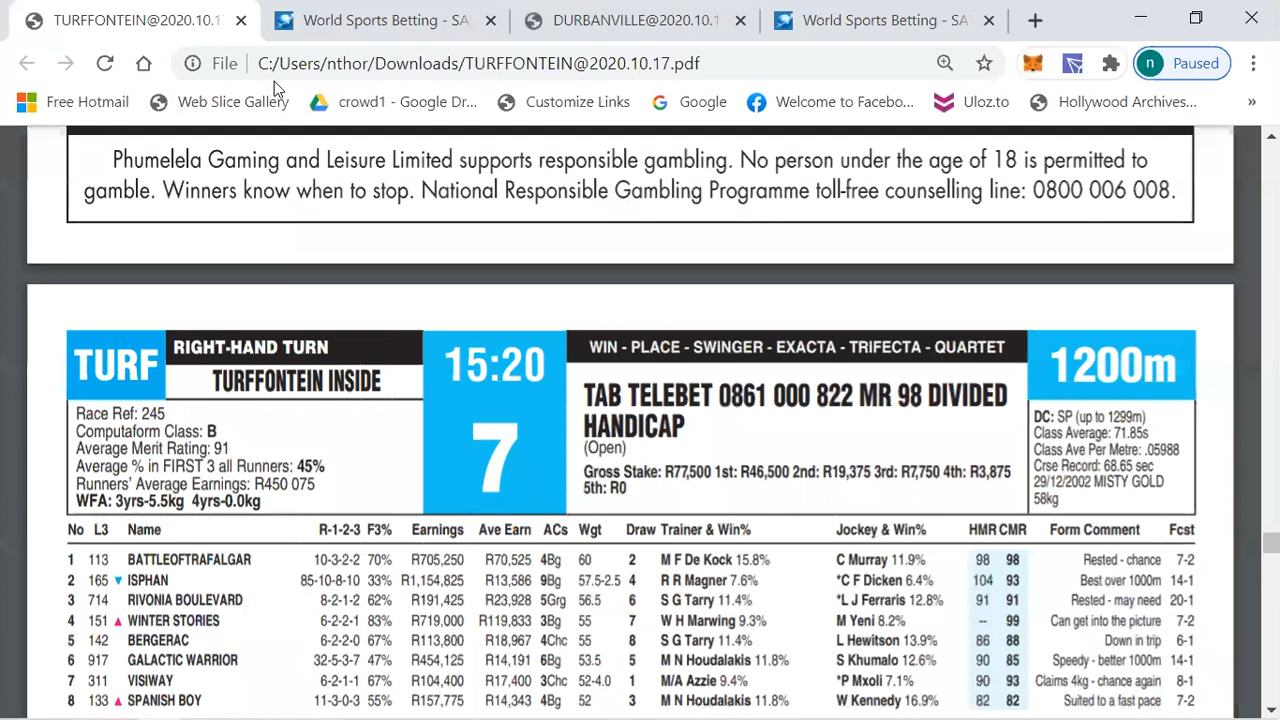 TURFFONTEIN@2020.10.1
World Sports Betting - SA
DURBANVILLE@2020.10.1
World Sports Betting - SA
File
C:/Users/nthor/Downloads/TURFFONTEIN@2020.10.17.pdf
n Paused
Free Hotmail
Web Slice Gallery
crowd1 - Google Dr...
Customize Links
Google
Welcome to Faceb...
Uloz.to
Hollywood Archives...
»
Phumelela Gaming and Leisure Limited supports responsible gambling. No person under the age of 18 is permitted to
gamble. Winners know when to stop. National Responsible Gambling Programme toll-free counselling line: 0800 006 008.
TURF
RIGHT-HAND TURN
TURFFONTEIN INSIDE
Race Ref: 245
Computaform Class: B
Average Merit Rating: 91
Average % in FIRST 3 all Runners: 45%
Runners' Average Earnings: R450 075
WFA: 3yrs-5.5kg 4yrs-0.0kg
15:20
7
WIN - PLACE - SWINGER - EXACTA - TRIFECTA - QUARTET
TAB TELEBET 0861 000 822 MR 98 DIVIDED
HANDICAP
(Open)
Gross Stake: R77,500 1st: R46,500 2nd: R19,375 3rd: R7,750 4th: R3,875
5th: R0
1200m
DC: SP (up to 1299m)
Class Average: 71.85s
Class Ave Per Metre: .05988
Crse Record: 68.65 sec
29/12/2002 MISTY GOLD
58kg
No L3 Name R-1-2-3 F3% Earnings Ave Earn ACs Wgt Draw Trainer & Win% Jockey & Win% HMR CMR Form Comment Fcst
1 113 BATTLEOFTRAFALGAR 10-3-2-2 70% R705,250 R70,525 4Bg 60 2 M F De Kock 15.8% C Murray 11.9% 98 98 Rested - chance 7-2
2 165 ▼ ISPHAN 85-10-8-10 33% R1,154,825 R13,586 9Bg 57.5-2.5 4 R R Magner 7.6% *C F Dicken 6.4% 104 93 Best over 1000m 14-1
3 714 RIVONIA BOULEVARD 8-2-1-2 62% R191,425 R23,928 5Grg 56.5 6 S G Tarry 11.4% *L J Ferraris 12.8% 91 91 Rested - may need 20-1
4 151 ▲ WINTER STORIES 6-2-2-1 83% R719,000 R119,833 3Bg 55 7 W H Marwing 9.3% M Yeni 8.2% -- 99 Can get into the picture 7-2
5 142 BERGERAC 6-2-2-0 67% R113,800 R18,967 4Chc 55 8 S G Tarry 11.4% L Hewitson 13.9% 86 88 Down in trip 6-1
6 917 GALACTIC WARRIOR 32-5-3-7 47% R454,125 R14,191 6Bg 53.5 5 M N Houdalakis 11.8% S Khumalo 12.6% 90 85 Speedy - better 1000m 14-1
7 311 VISIWAY 6-2-1-1 67% R104,400 R17,400 3Chc 52-4.0 1 M/A Azzie 9.4% *P Mxoli 7.1% 90 93 Claims 4kg - chance again 8-1
8 133 ▲ SPANISH BOY 11-3-0-3 55% R157,775 R14,343 4Bg 52 3 M N Houdalakis 11.8% W Kennedy 16.9% 82 82 Suited to a fast pace 7-2